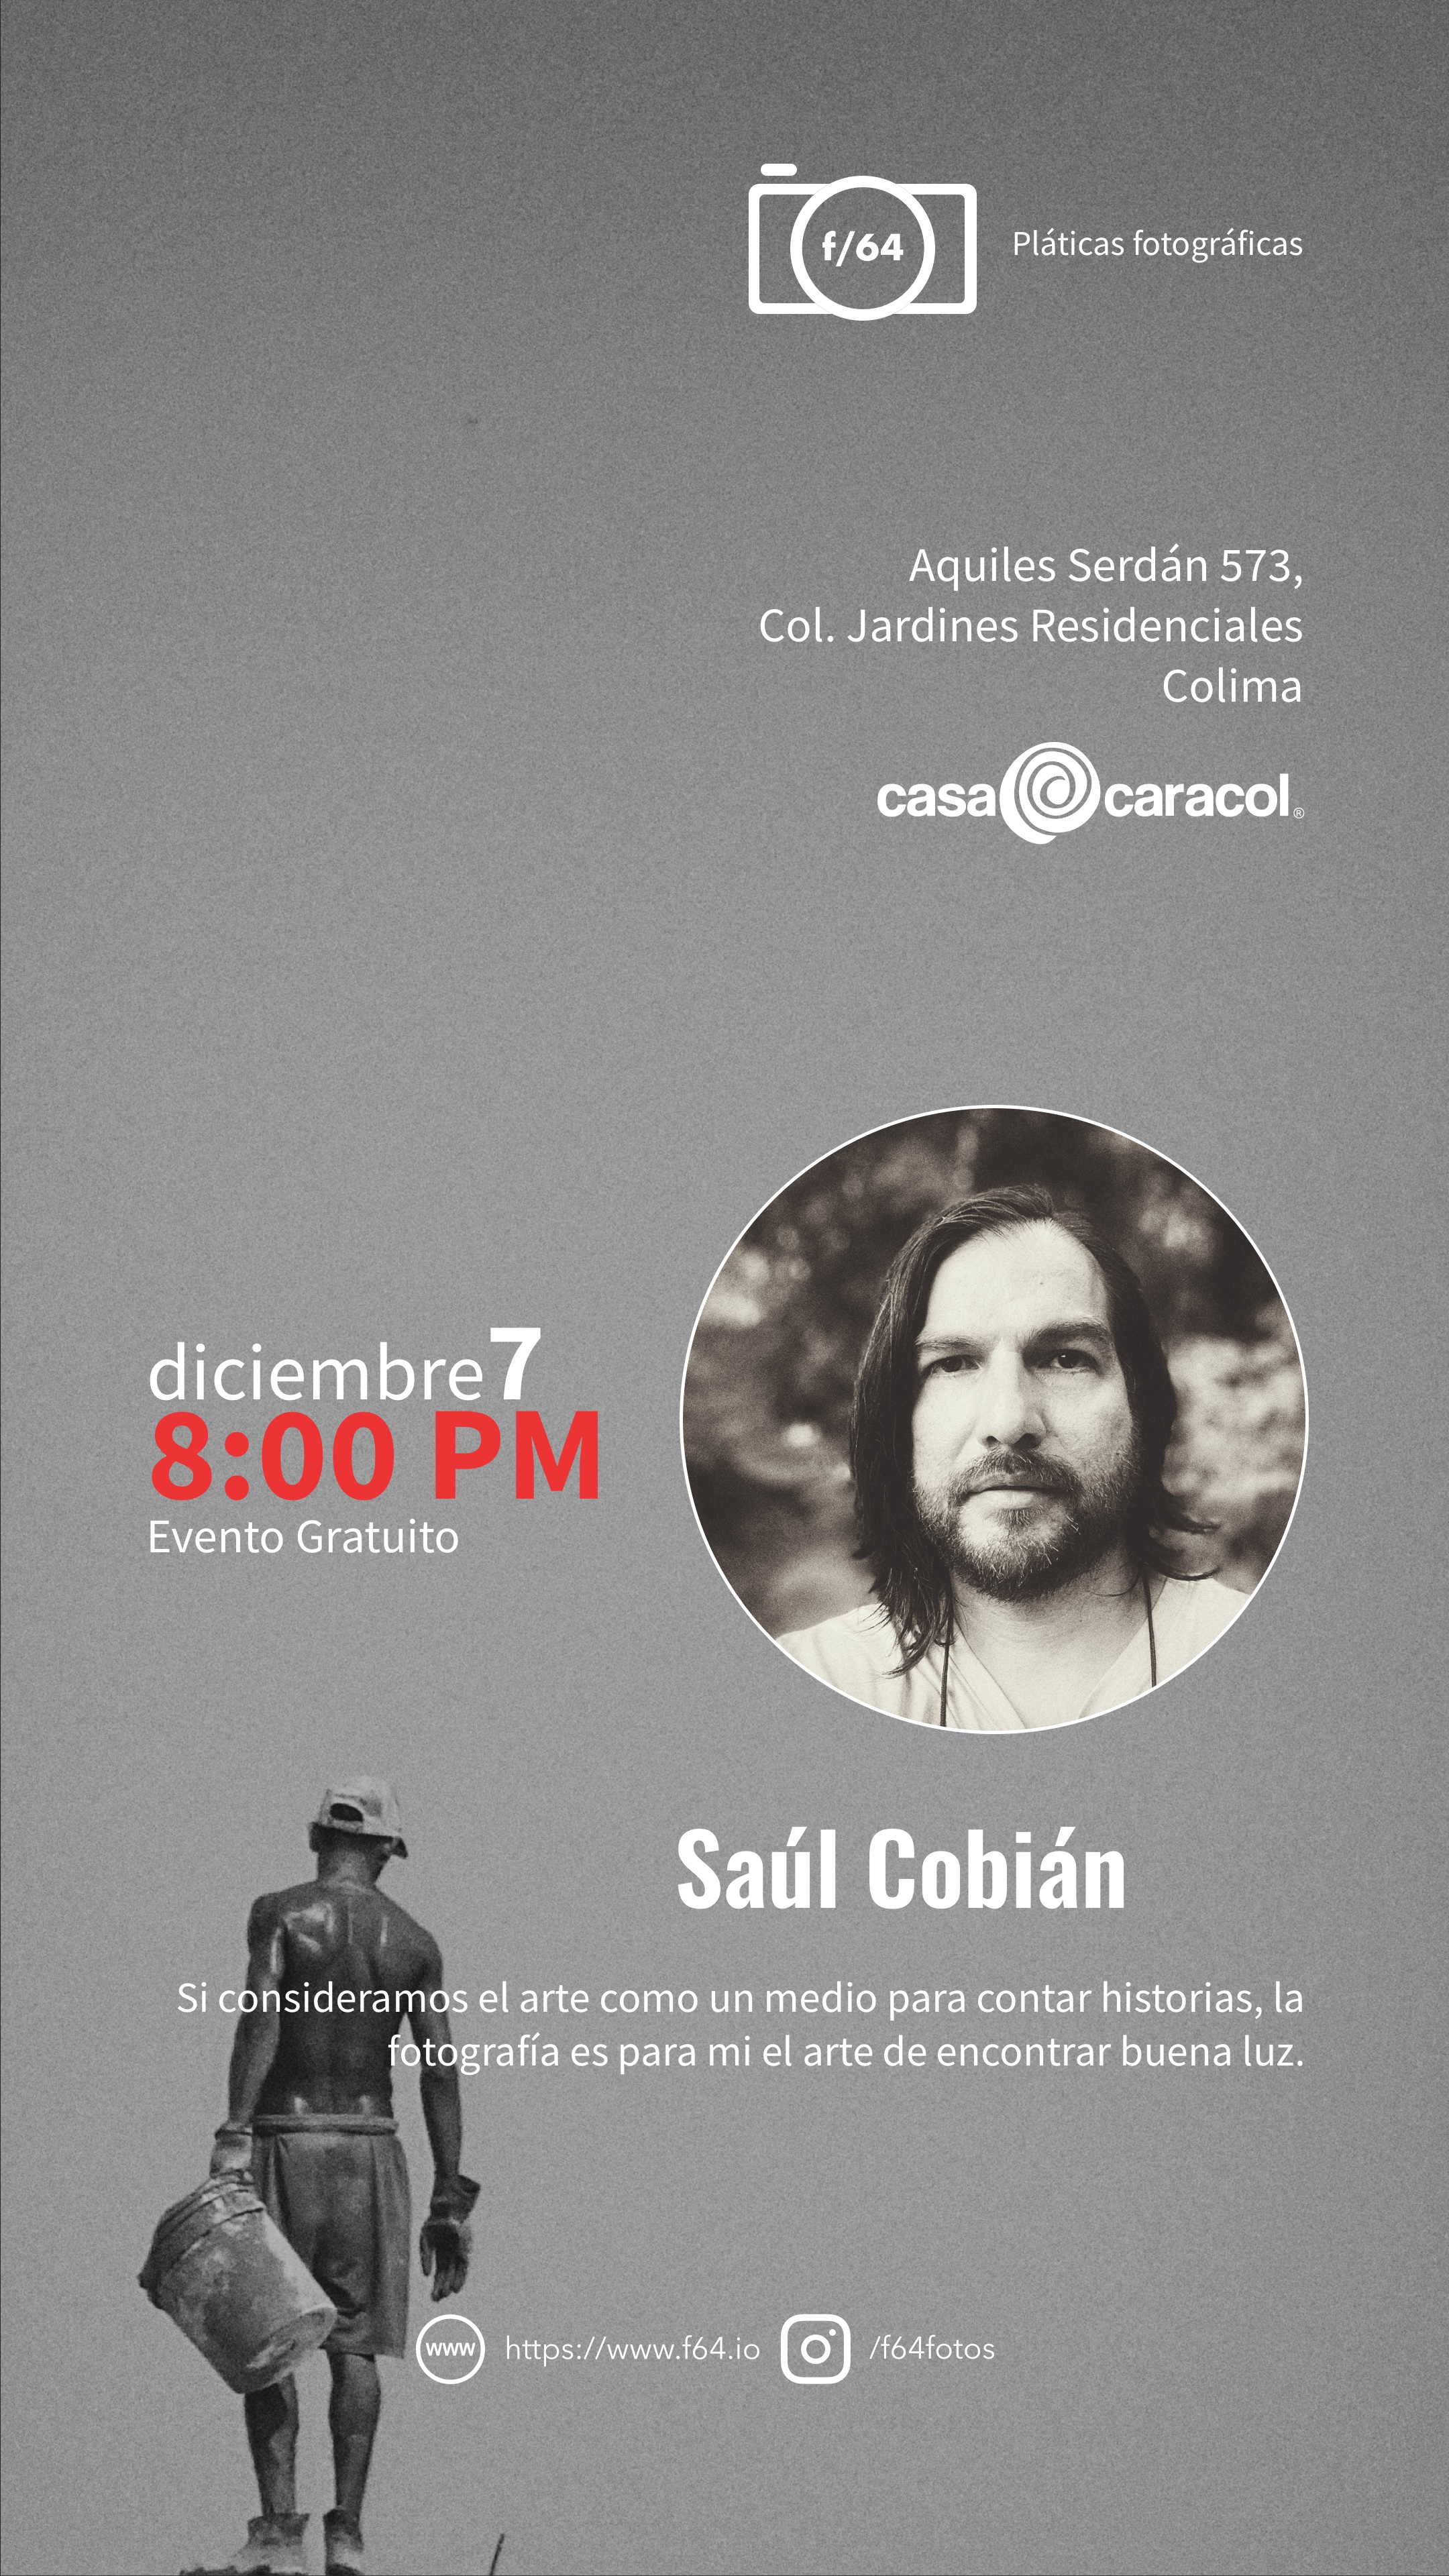 f/64
Pláticas fotográficas
Aquiles Serdán 573,
Col. Jardines Residenciales
Colima
casa caracol®
diciembre 7
8:00 PM
Evento Gratuito
Saúl Cobián
Si consideramos el arte como un medio para contar historias, la
fotografía es para mi el arte de encontrar buena luz.
www https://www.f64.io /f64fotos